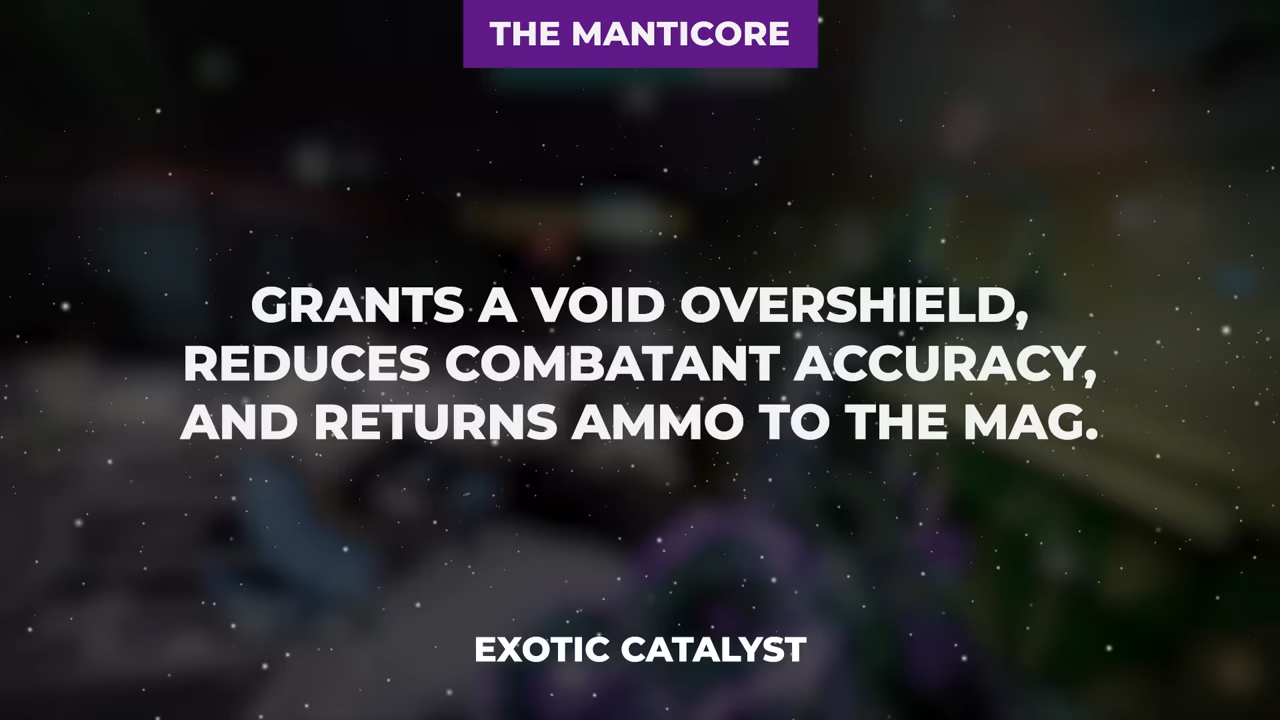 THE MANTICORE
GRANTS A VOID OVERSHIELD,
REDUCES COMBATANT ACCURACY,
AND RETURNS AMMO TO THE MAG.
EXOTIC CATALYST